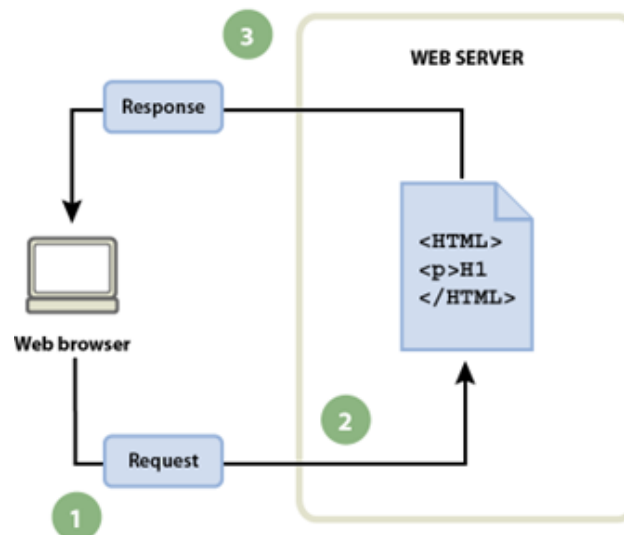 3
WEB SERVER
Response
<HTML>
<p>H1
</HTML>
Web browser
2
Request
1